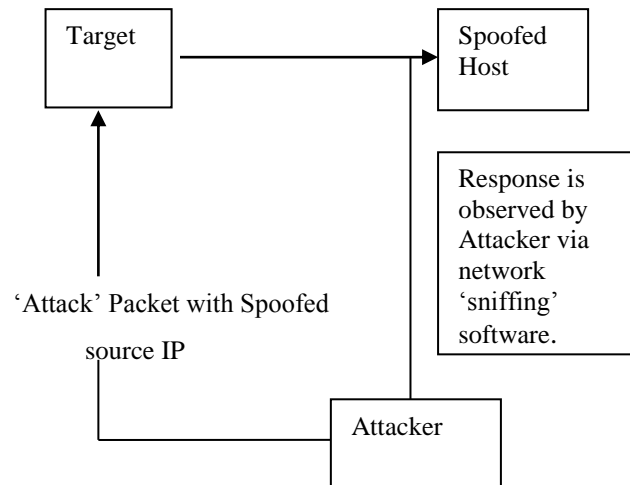 Target
Spoofed
Host
Response is
observed by
Attacker via
network
‘sniffing’
software.
‘Attack’ Packet with Spoofed
source IP
Attacker